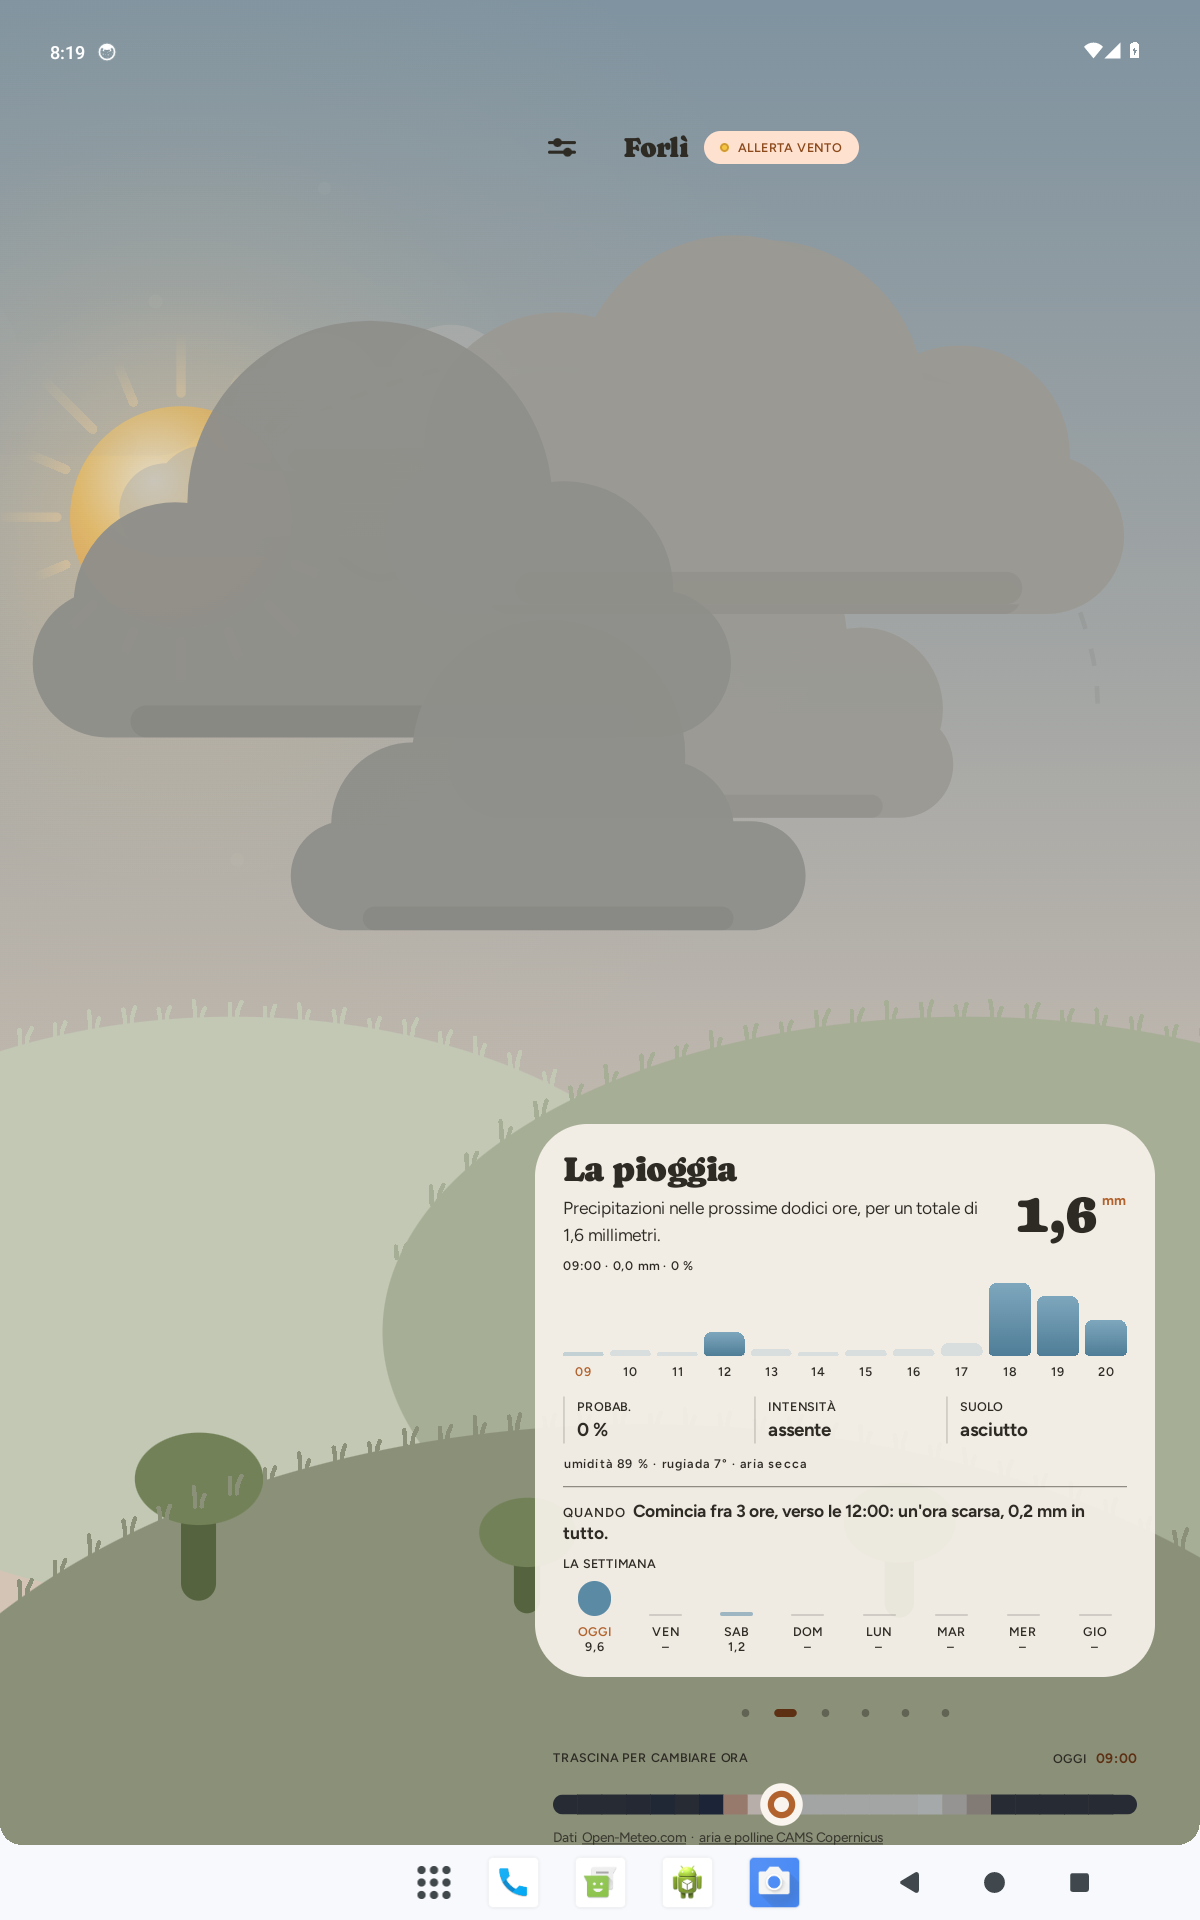 8:19
Forlì
ALLERTA VENTO
La pioggia
Precipitazioni nelle prossime dodici ore, per un totale di
1,6 millimetri.
1,6 mm
09:00 · 0,0 mm · 0 %
09 10 11 12 13 14 15 16 17 18 19 20
PROBAB. INTENSITÀ SUOLO
0 % assente asciutto
umidità 89 % · rugiada 7° · aria secca
QUANDO Comincia fra 3 ore, verso le 12:00: un'ora scarsa, 0,2 mm in
tutto.
LA SETTIMANA
OGGI VEN SAB DOM LUN MAR MER GIO
9,6 – 1,2 – – – – –
TRASCINA PER CAMBIARE ORA
OGGI 09:00
Dati Open-Meteo.com · aria e polline CAMS Copernicus